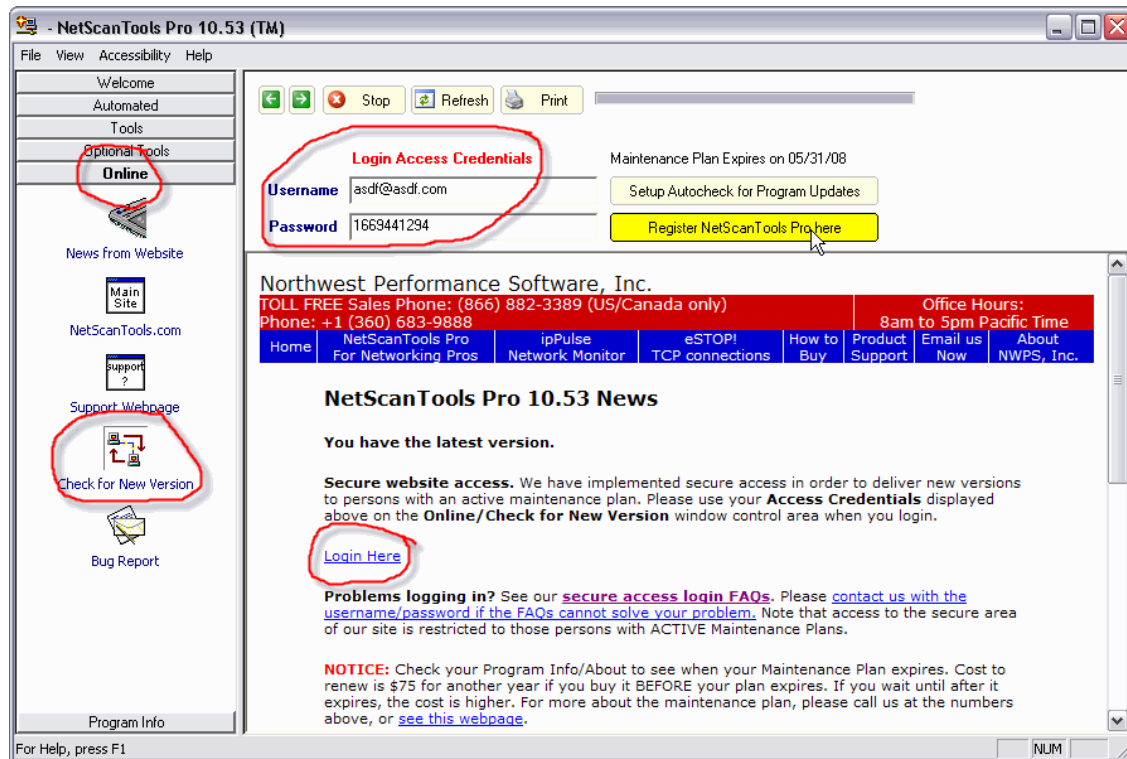 - NetScanTools Pro 10.53 (TM)
File View Accessibility Help
Welcome
Automated
Tools
Optional Tools
Online
News from Website
Main
Site
NetScanTools.com
support
?
Support Webpage
Check for New Version
Bug Report
Program Info
Stop Refresh Print
Login Access Credentials
Maintenance Plan Expires on 05/31/08
Username asdf@asdf.com
Setup Autocheck for Program Updates
Password 1669441294
Register NetScanTools Pro here
Northwest Performance Software, Inc.
TOLL FREE Sales Phone: (866) 882-3389 (US/Canada only)
Phone: +1 (360) 683-9888
Office Hours:
8am to 5pm Pacific Time
Home
NetScanTools Pro
For Networking Pros
ipPulse
Network Monitor
eSTOP!
TCP connections
How to
Buy
Product
Support
Email us
Now
About
NWPS, Inc.
NetScanTools Pro 10.53 News
You have the latest version.
Secure website access. We have implemented secure access in order to deliver new versions
to persons with an active maintenance plan. Please use your Access Credentials displayed
above on the Online/Check for New Version window control area when you login.
Login Here
Problems logging in? See our secure access login FAQs. Please contact us with the
username/password if the FAQs cannot solve your problem. Note that access to the secure area
of our site is restricted to those persons with ACTIVE Maintenance Plans.
NOTICE: Check your Program Info/About to see when your Maintenance Plan expires. Cost to
renew is $75 for another year if you buy it BEFORE your plan expires. If you wait until after it
expires, the cost is higher. For more about the maintenance plan, please call us at the numbers
above, or see this webpage.
For Help, press F1
NUM